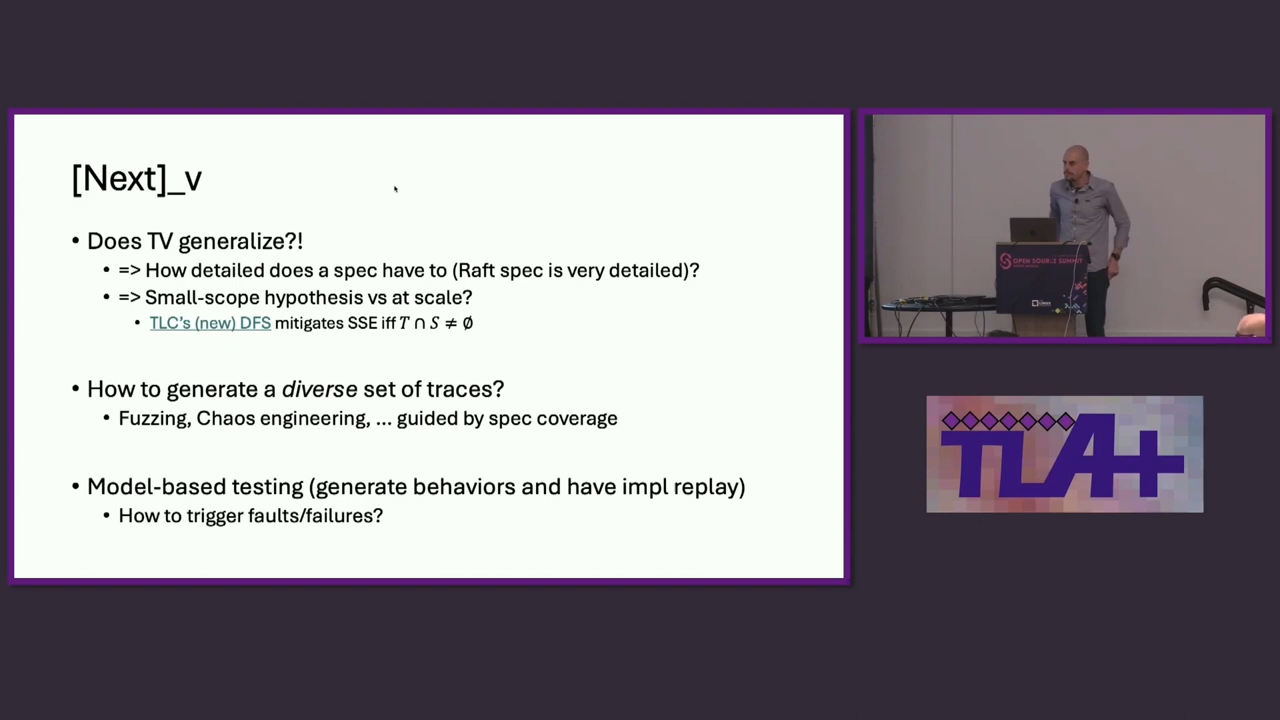 [Next]_v
• Does TV generalize?!
• => How detailed does a spec have to (Raft spec is very detailed)?
• => Small-scope hypothesis vs at scale?
• TLC's (new) DFS mitigates SSE iff T ∩ S ≠ ∅
• How to generate a diverse set of traces?
• Fuzzing, Chaos engineering, ... guided by spec coverage
• Model-based testing (generate behaviors and have impl replay)
• How to trigger faults/failures?
OPEN SOURCE SUMMIT
TLA+